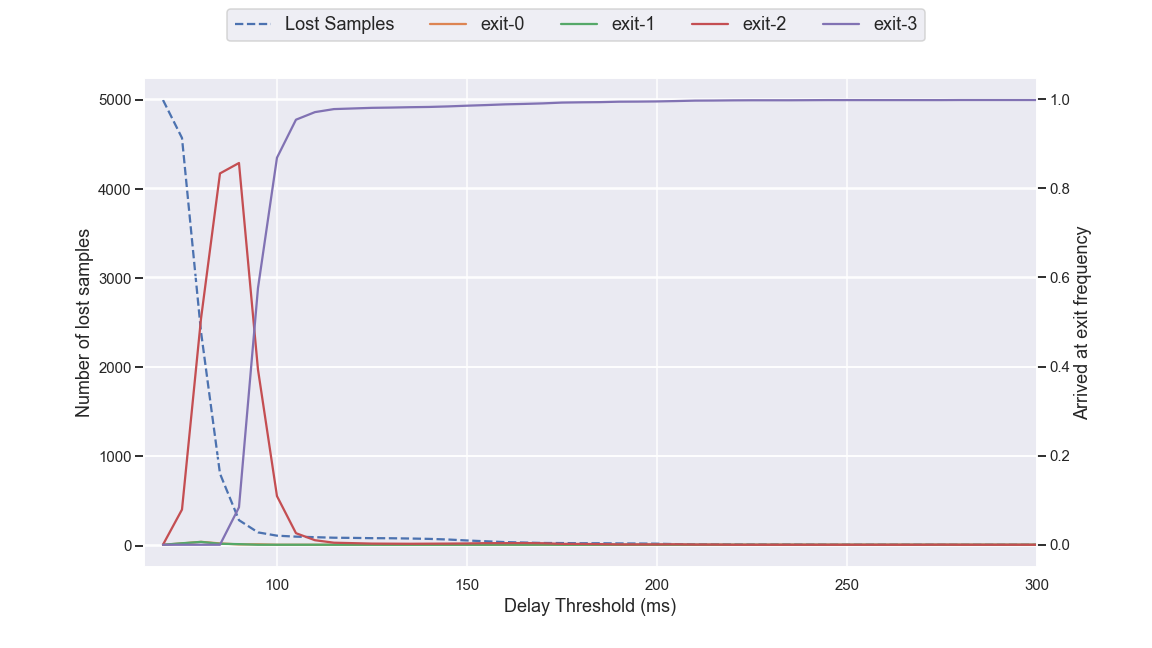 Lost Samples exit-0 exit-1 exit-2 exit-3
5000 1.0
4000 0.8
3000 0.6
2000 0.4
1000 0.2
0 0.0
Number of lost samples
Arrived at exit frequency
100 150 200 250 300
Delay Threshold (ms)